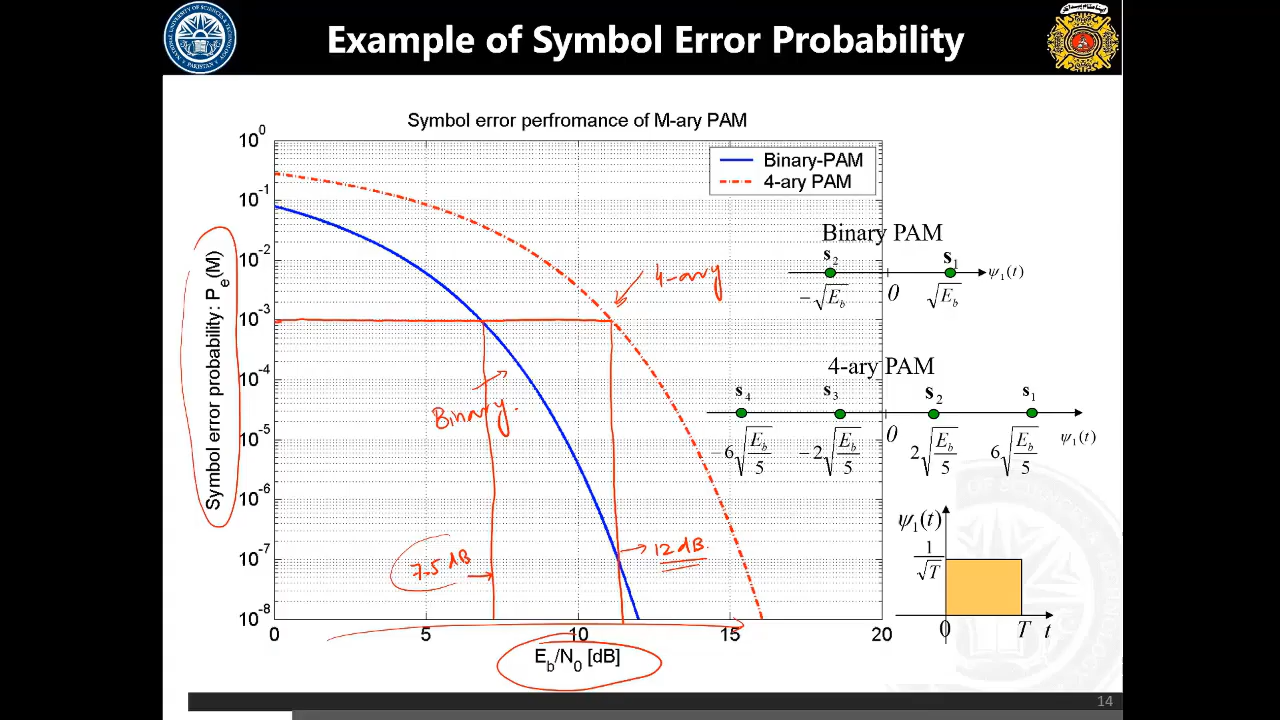 Example of Symbol Error Probability
Symbol error perfromance of M-ary PAM
Binary-PAM
4-ary PAM
10^0
10^-1
10^-2
10^-3
10^-4
10^-5
10^-6
10^-7
10^-8
Symbol error probability: P_e(M)
0 5 10 15 20
E_b/N_0 [dB]
4-ary
Binary.
7.5 dB
12 dB.
Binary PAM
s_2 s_1
ψ_1(t)
-√E_b 0 √E_b
4-ary PAM
s_4 s_3 s_2 s_1
0 ψ_1(t)
-6√(E_b/5) -2√(E_b/5) 2√(E_b/5) 6√(E_b/5)
ψ_1(t)
1/√T
0 T t
14